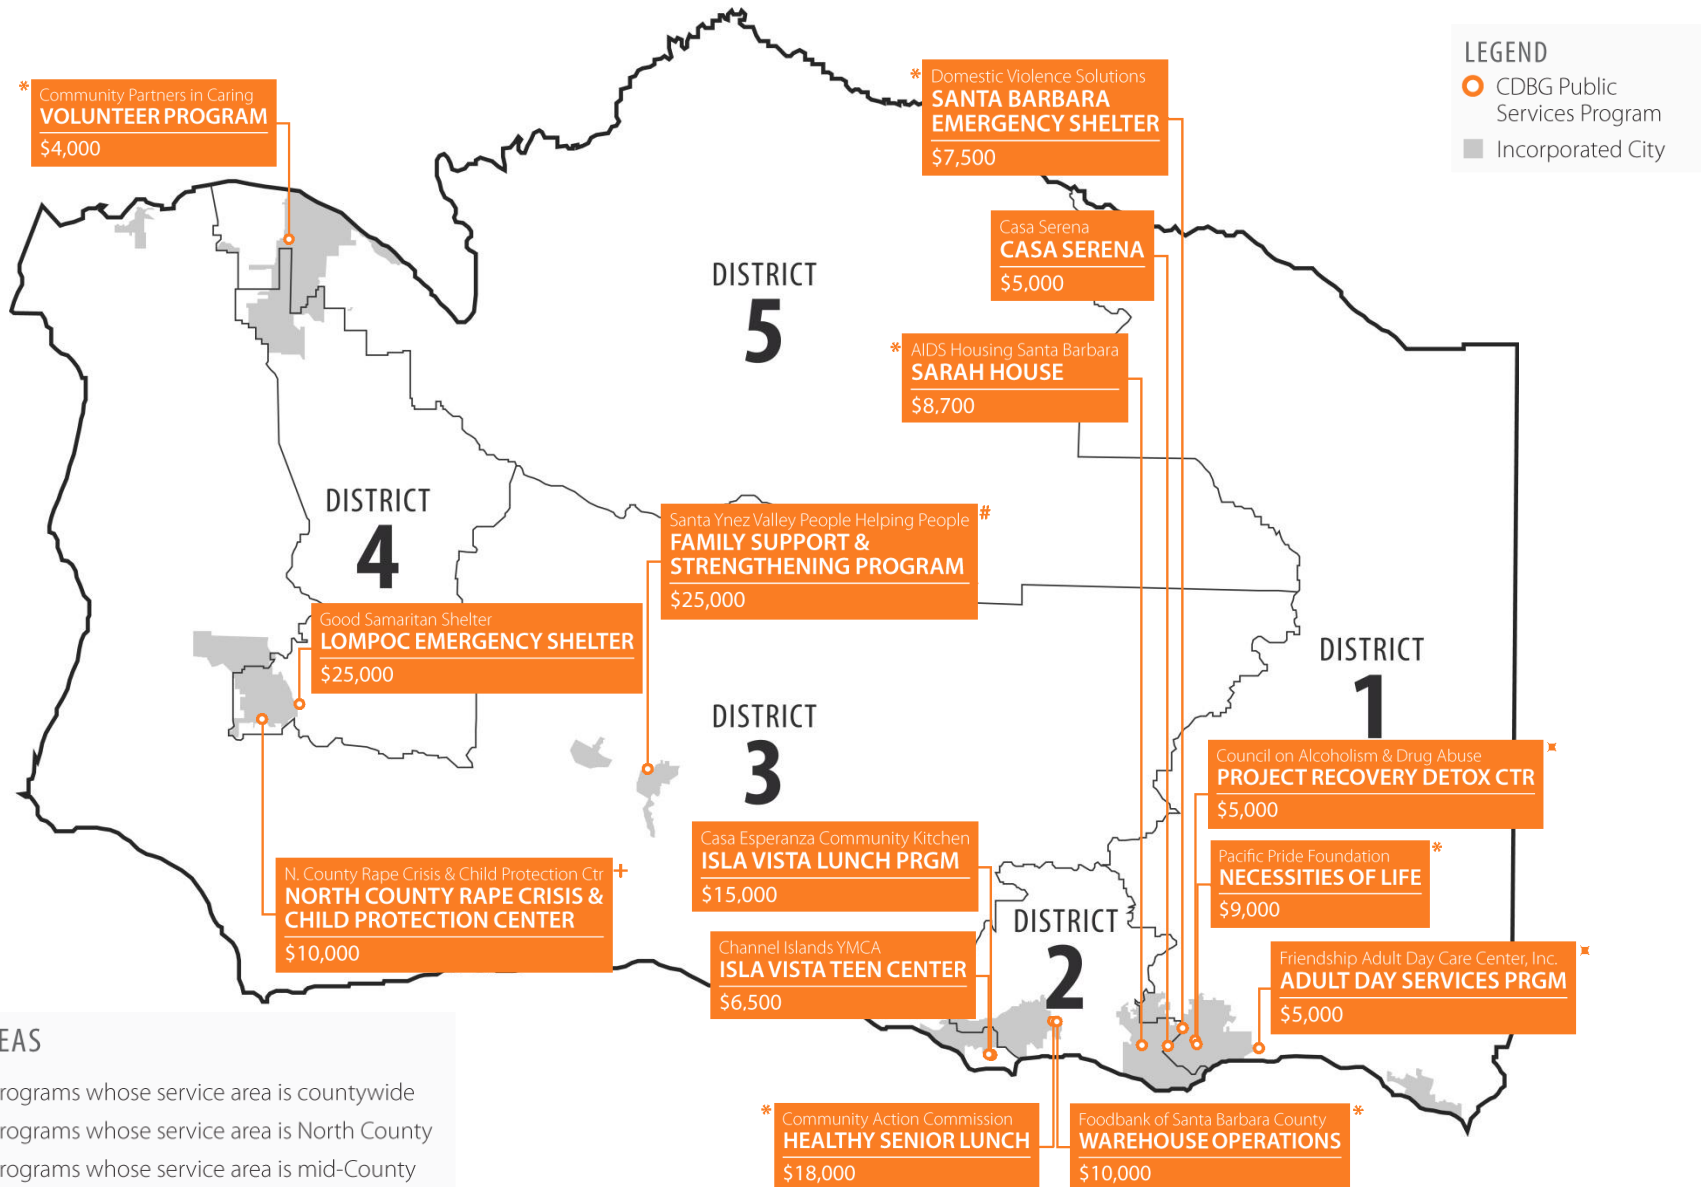 LEGEND
CDBG Public
Services Program
Incorporated City
* Community Partners in Caring
VOLUNTEER PROGRAM
$4,000
* Domestic Violence Solutions
SANTA BARBARA
EMERGENCY SHELTER
$7,500
Casa Serena
CASA SERENA
$5,000
* AIDS Housing Santa Barbara
SARAH HOUSE
$8,700
DISTRICT
5
DISTRICT
4
Santa Ynez Valley People Helping People #
FAMILY SUPPORT &
STRENGTHENING PROGRAM
$25,000
Good Samaritan Shelter
LOMPOC EMERGENCY SHELTER
$25,000
DISTRICT
1
DISTRICT
3
Council on Alcoholism & Drug Abuse ¤
PROJECT RECOVERY DETOX CTR
$5,000
Casa Esperanza Community Kitchen
ISLA VISTA LUNCH PRGM
$15,000
Pacific Pride Foundation *
NECESSITIES OF LIFE
$9,000
N. County Rape Crisis & Child Protection Ctr +
NORTH COUNTY RAPE CRISIS &
CHILD PROTECTION CENTER
$10,000
DISTRICT
2
Channel Islands YMCA
ISLA VISTA TEEN CENTER
$6,500
Friendship Adult Day Care Center, Inc. ¤
ADULT DAY SERVICES PRGM
$5,000
EAS
rograms whose service area is countywide
rograms whose service area is North County
rograms whose service area is mid-County
* Community Action Commission
HEALTHY SENIOR LUNCH
$18,000
Foodbank of Santa Barbara County *
WAREHOUSE OPERATIONS
$10,000